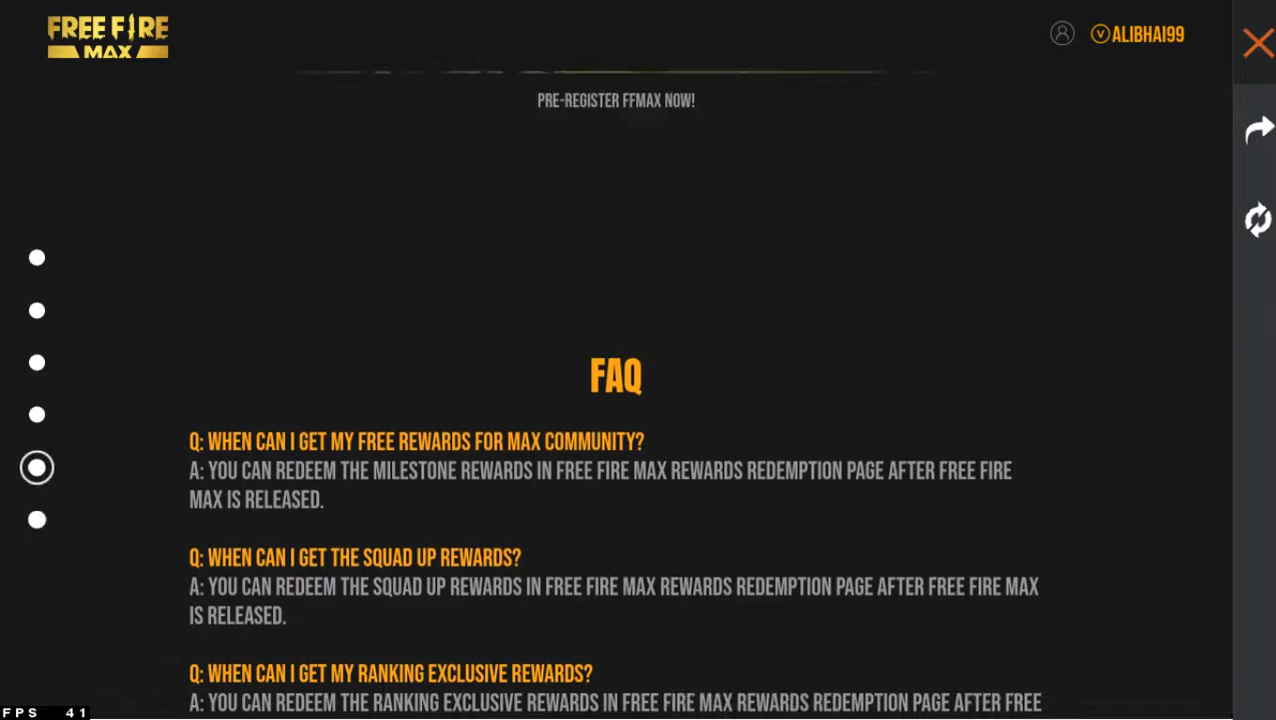 FREE FIRE
MAX
V ALIBHAI99
PRE-REGISTER FFMAX NOW!
FAQ
Q: WHEN CAN I GET MY FREE REWARDS FOR MAX COMMUNITY?
A: YOU CAN REDEEM THE MILESTONE REWARDS IN FREE FIRE MAX REWARDS REDEMPTION PAGE AFTER FREE FIRE
MAX IS RELEASED.
Q: WHEN CAN I GET THE SQUAD UP REWARDS?
A: YOU CAN REDEEM THE SQUAD UP REWARDS IN FREE FIRE MAX REWARDS REDEMPTION PAGE AFTER FREE FIRE MAX
IS RELEASED.
Q: WHEN CAN I GET MY RANKING EXCLUSIVE REWARDS?
A: YOU CAN REDEEM THE RANKING EXCLUSIVE REWARDS IN FREE FIRE MAX REWARDS REDEMPTION PAGE AFTER FREE
FPS 41